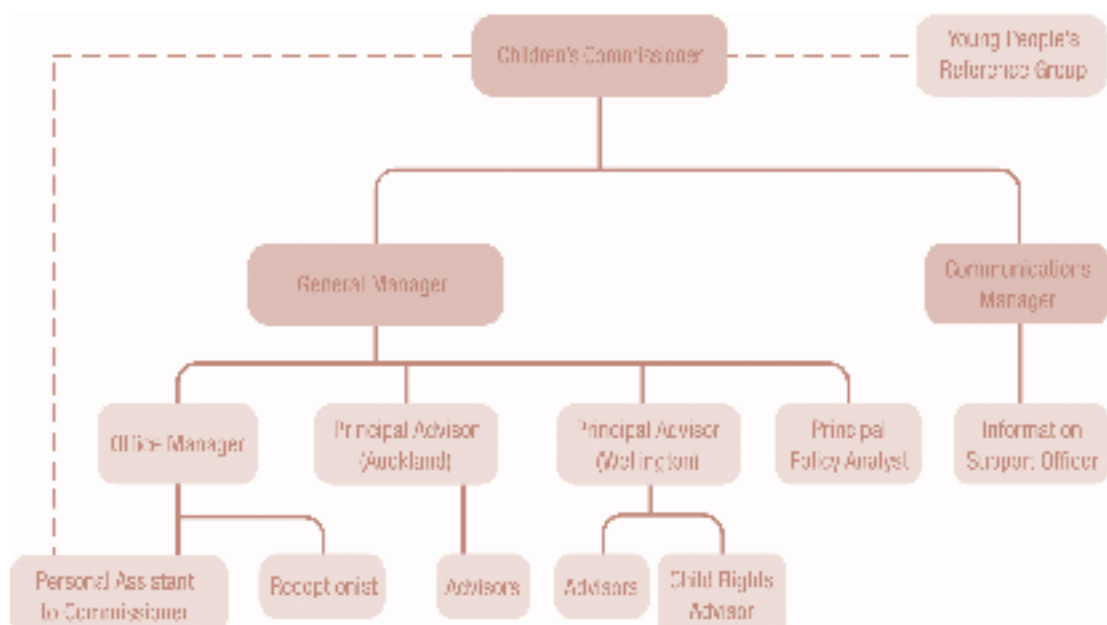 Children's Commissioner
Young People's
Reference Group
General Manager
Communications
Manager
Office Manager
Principal Advisor
(Auckland)
Principal Advisor
(Wellington)
Principal
Policy Analyst
Information
Support Officer
Personal Assistant
to Commissioner
Receptionist
Advisors
Advisors
Child Rights
Advisor